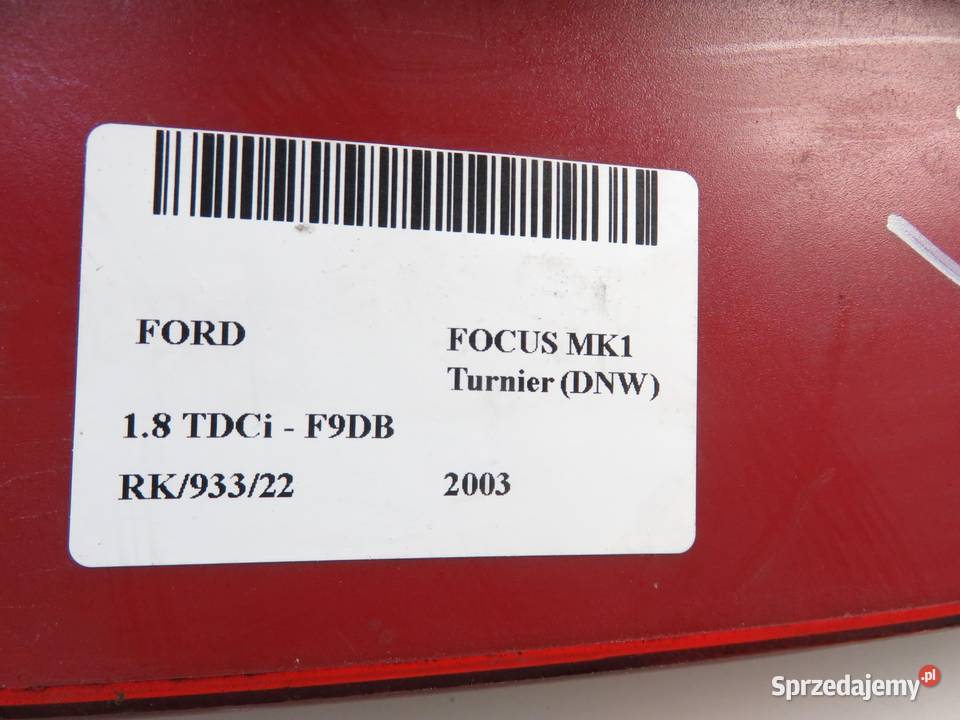 FORD
FOCUS MK1
Turnier (DNW)
1.8 TDCi - F9DB
RK/933/22
2003
Sprzedajemy.pl